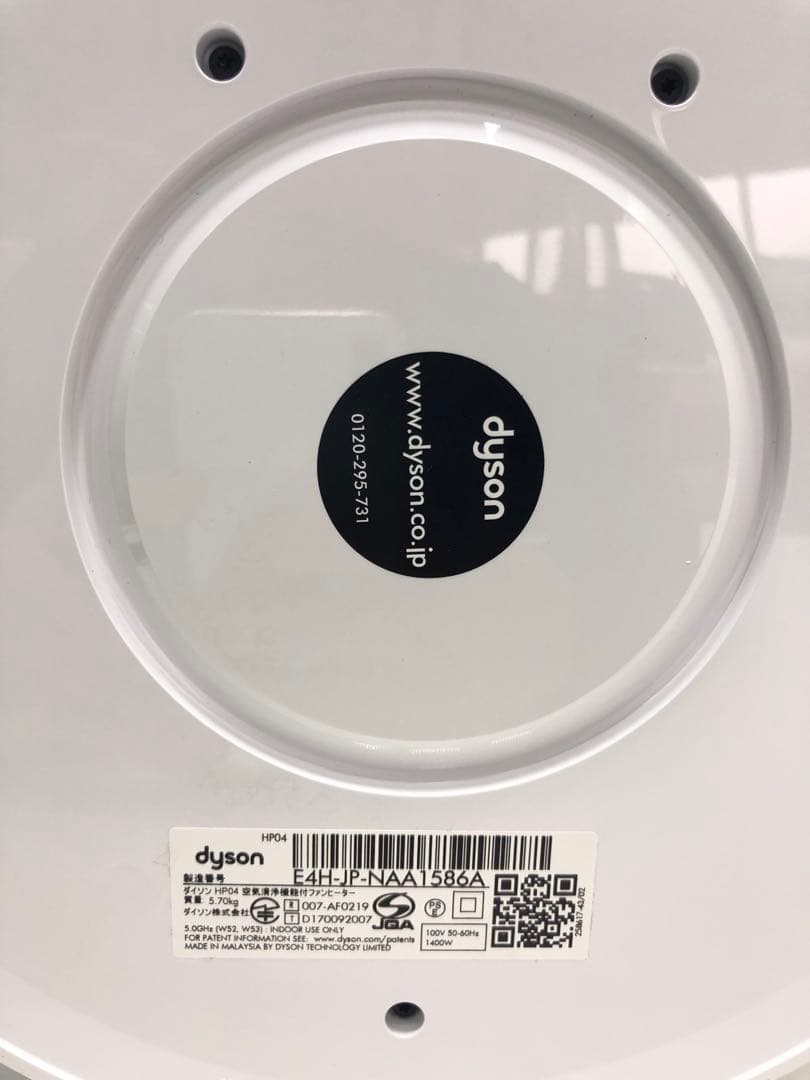 dyson
www.dyson.co.jp
0120-295-731
HP04
dyson
製造番号
E4H-JP-NAA1586A
ダイソン HP04 空気清浄機能付ファンヒーター
質量: 5.70kg
ダイソン株式会社
R 007-AF0219
T D170092007
JQA
PS
E
5.0GHz (W52, W53) : INDOOR USE ONLY
FOR PATENT INFORMATION SEE: www.dyson.com/patents
MADE IN MALAYSIA BY DYSON TECHNOLOGY LIMITED
100V 50-60Hz
1400W
258617-43/02